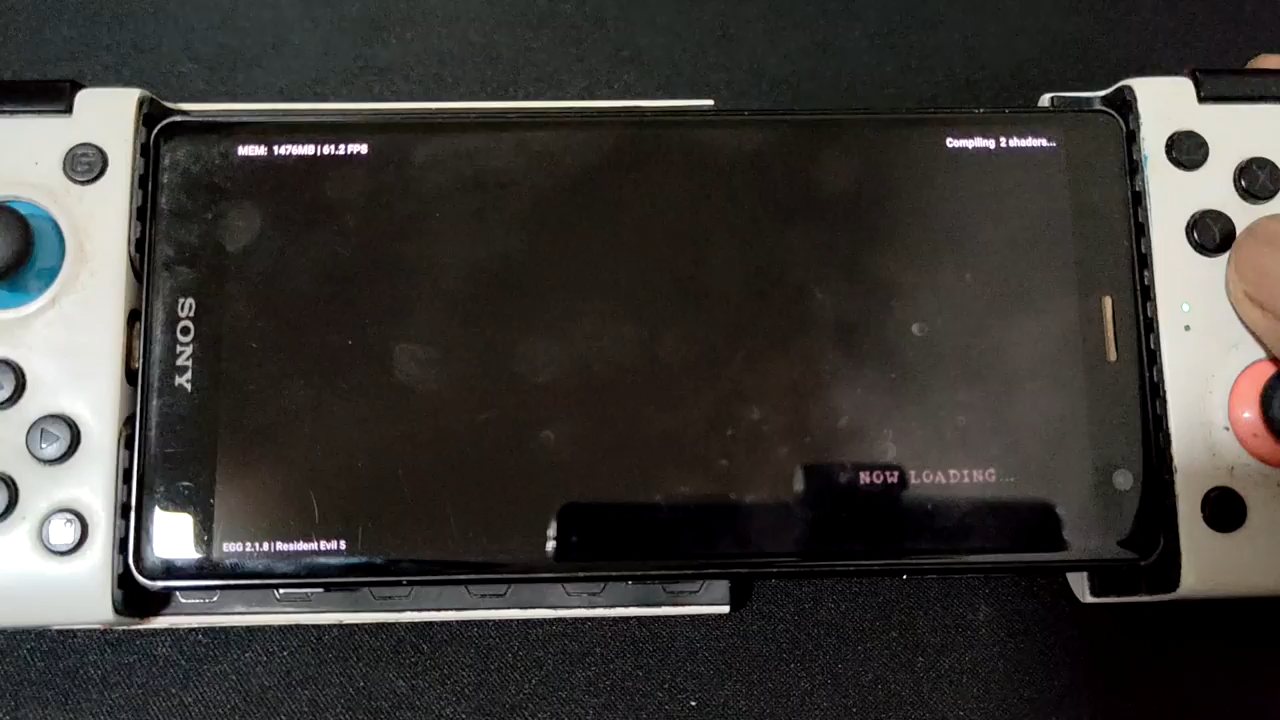 MEM: 1476MB | 61.2 FPS
Compiling 2 shaders...
SONY
NOW LOADING...
EGG 2.1.8 | Resident Evil 5
X